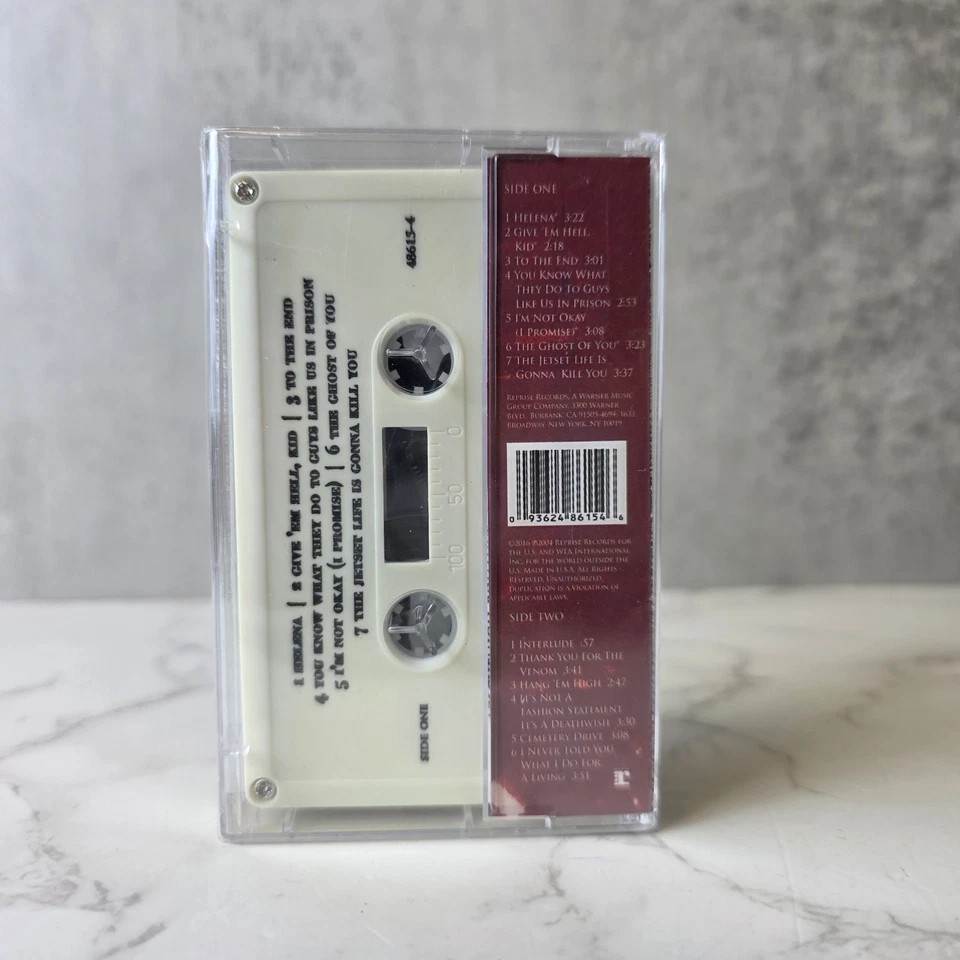 1 HELENA | 2 GIVE 'EM HELL, KID | 3 TO THE END
4 YOU KNOW WHAT THEY DO TO GUYS LIKE US IN PRISON
5 I'M NOT OKAY (I PROMISE) | 6 THE GHOST OF YOU
7 THE JETSET LIFE IS GONNA KILL YOU
48615-4
SIDE ONE
0
50
100
SIDE ONE
1 HELENA* 3:22
2 GIVE 'EM HELL
KID* 2:18
3 TO THE END 3:01
4 YOU KNOW WHAT
THEY DO TO GUYS
LIKE US IN PRISON 2:53
5 I'M NOT OKAY
(I PROMISE)* 3:08
6 THE GHOST OF YOU* 3:23
7 THE JETSET LIFE IS
GONNA KILL YOU 3:37
REPRISE RECORDS, A WARNER MUSIC
GROUP COMPANY. 3300 WARNER
BLVD., BURBANK, CA 91505-4694. 1633
BROADWAY, NEW YORK, NY 10019
0 93624 86154 6
©2016 ℗2004 REPRISE RECORDS FOR
THE U.S. AND WEA INTERNATIONAL
INC. FOR THE WORLD OUTSIDE THE
U.S. MADE IN U.S.A. ALL RIGHTS
RESERVED. UNAUTHORIZED
DUPLICATION IS A VIOLATION OF
APPLICABLE LAWS.
SIDE TWO
1 INTERLUDE :57
2 THANK YOU FOR THE
VENOM 3:41
3 HANG 'EM HIGH 2:47
4 IT'S NOT A
FASHION STATEMENT
IT'S A DEATHWISH 3:30
5 CEMETERY DRIVE 3:08
6 I NEVER TOLD YOU
WHAT I DO FOR
A LIVING 3:51